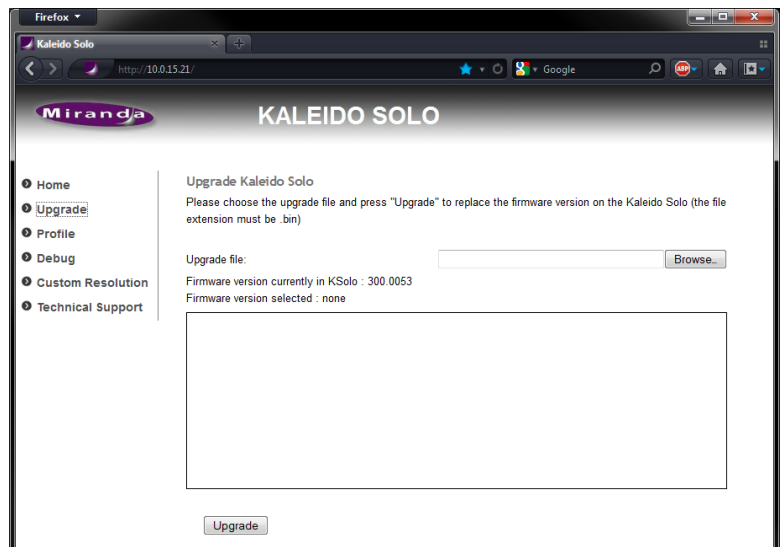 Firefox
Kaleido Solo
http://10.0.15.21/
Google
ABP
Miranda
KALEIDO SOLO
Home
Upgrade
Profile
Debug
Custom Resolution
Technical Support
Upgrade Kaleido Solo
Please choose the upgrade file and press "Upgrade" to replace the firmware version on the Kaleido Solo (the file
extension must be .bin)
Upgrade file:
Browse...
Firmware version currently in KSolo : 300.0053
Firmware version selected : none
Upgrade